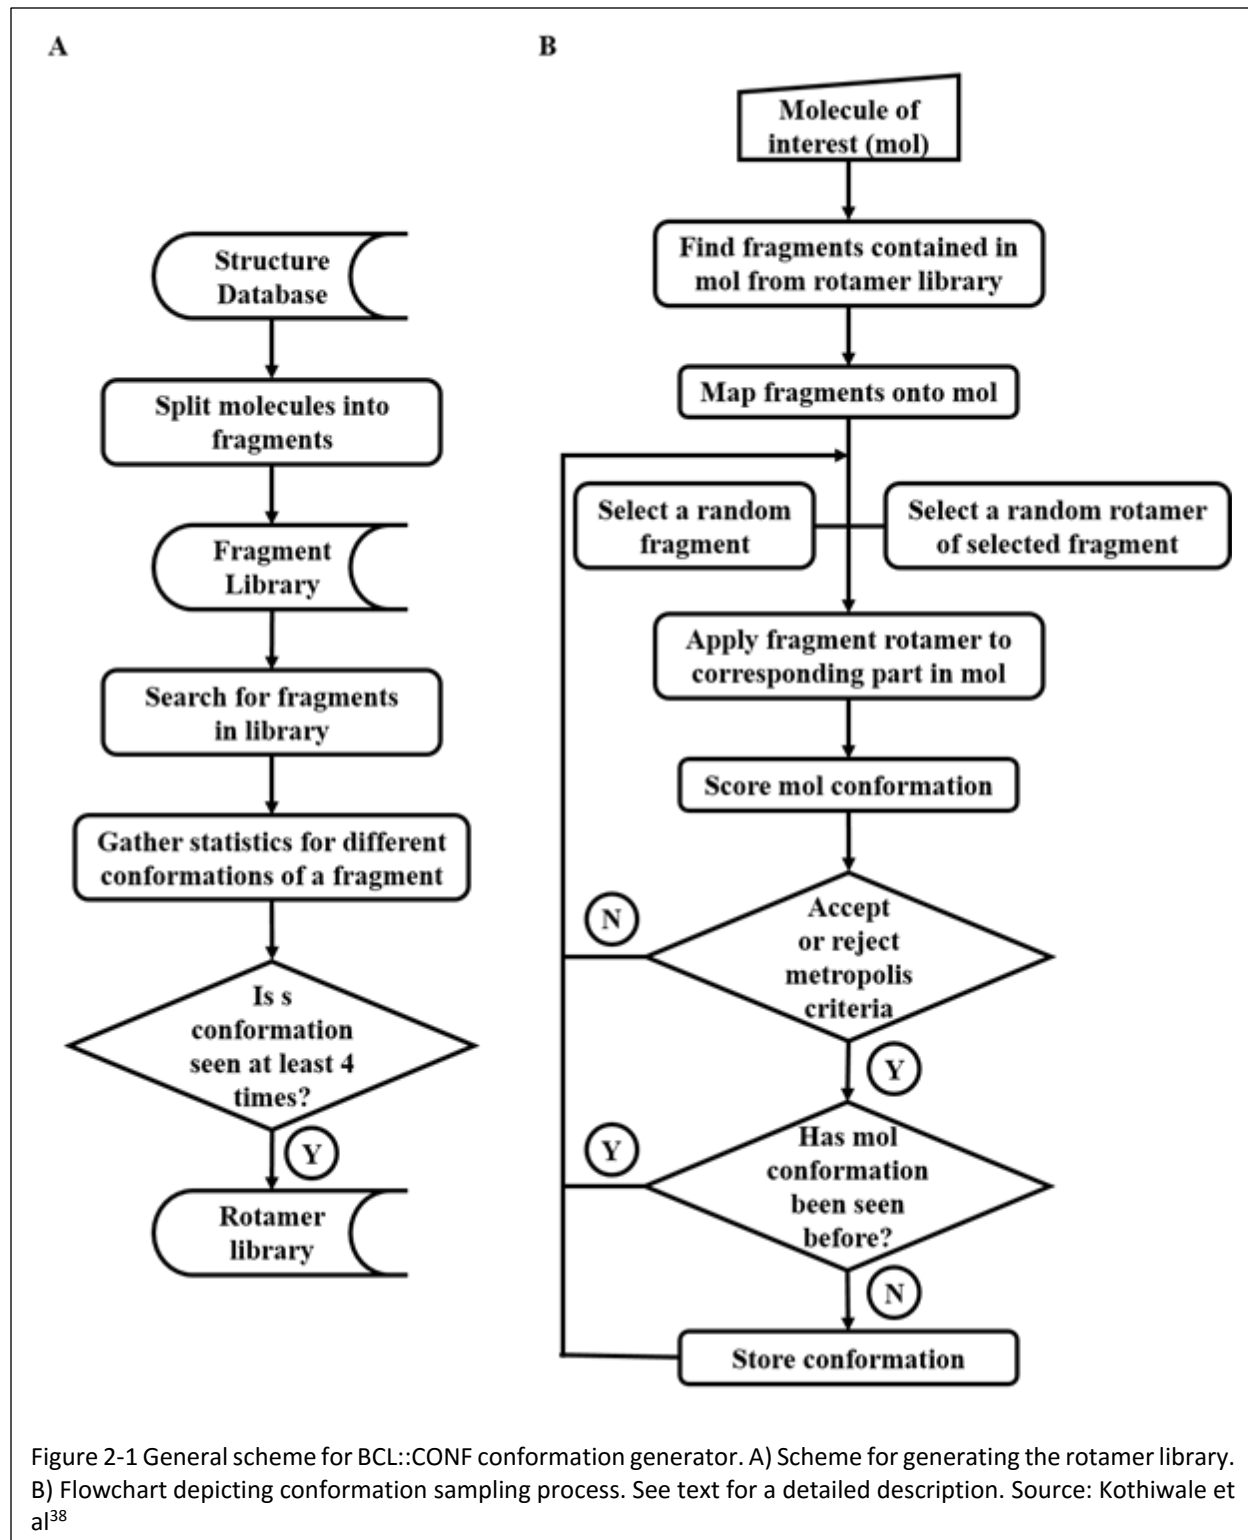 A
Structure
Database
Split molecules into
fragments
Fragment
Library
Search for fragments
in library
Gather statistics for different
conformations of a fragment
Is s
conformation
seen at least 4
times?
Y
Rotamer
library
B
Molecule of
interest (mol)
Find fragments contained in
mol from rotamer library
Map fragments onto mol
Select a random
fragment
Select a random rotamer
of selected fragment
Apply fragment rotamer to
corresponding part in mol
Score mol conformation
Accept
or reject
metropolis
criteria
N
Y
Has mol
conformation
been seen
before?
Y
N
Store conformation
Figure 2-1 General scheme for BCL::CONF conformation generator. A) Scheme for generating the rotamer library.
B) Flowchart depicting conformation sampling process. See text for a detailed description. Source: Kothiwale et
al38